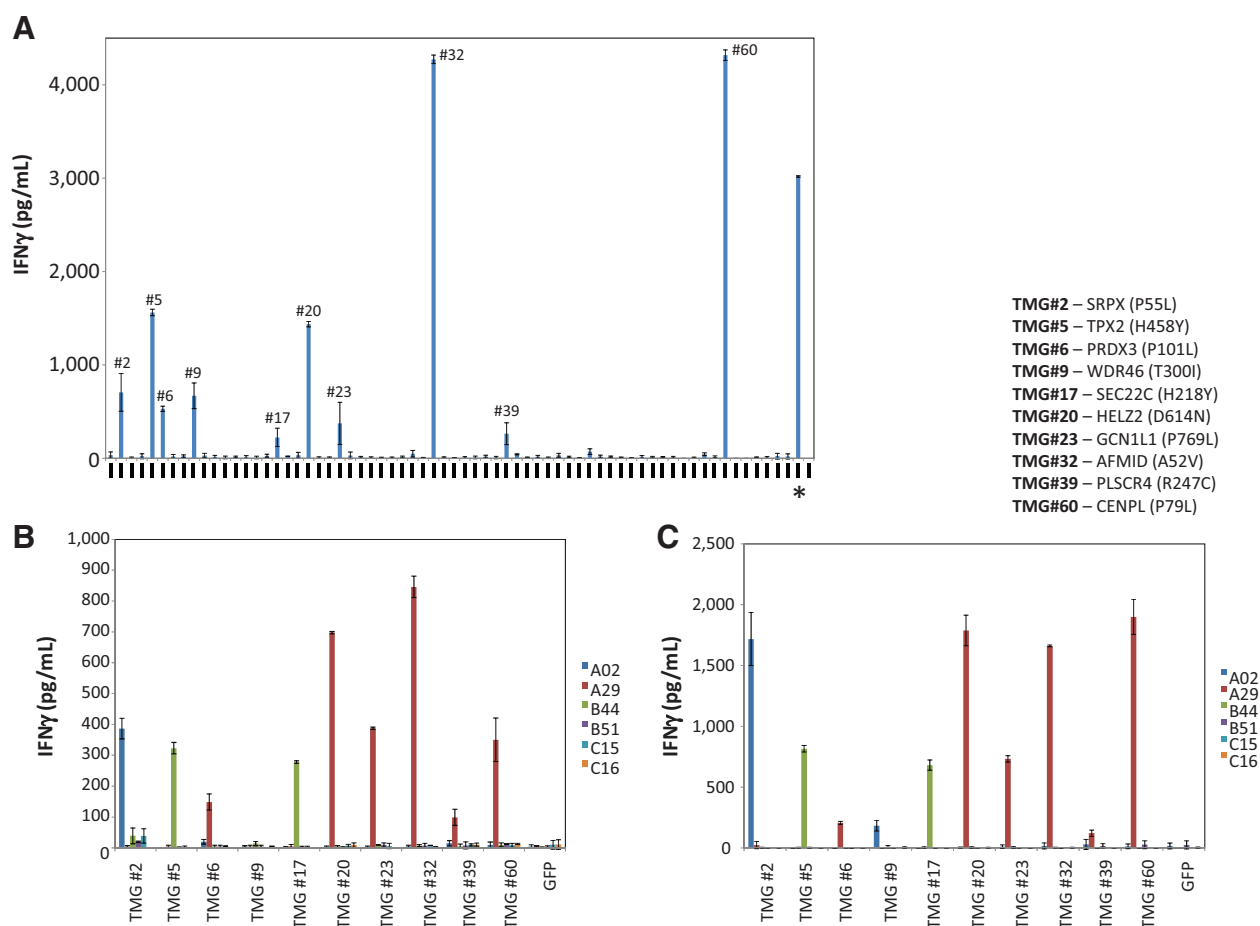 A
IFNγ (pg/mL)
4,000
3,000
2,000
1,000
0
#2
#5
#6
#9
#17
#20
#23
#32
#39
#60
*
TMG#2 – SRPX (P55L)
TMG#5 – TPX2 (H458Y)
TMG#6 – PRDX3 (P101L)
TMG#9 – WDR46 (T300I)
TMG#17 – SEC22C (H218Y)
TMG#20 – HELZ2 (D614N)
TMG#23 – GCN1L1 (P769L)
TMG#32 – AFMID (A52V)
TMG#39 – PLSCR4 (R247C)
TMG#60 – CENPL (P79L)
B
IFNγ (pg/mL)
1,000
900
800
700
600
500
400
300
200
100
0
TMG #2
TMG #5
TMG #6
TMG #9
TMG #17
TMG #20
TMG #23
TMG #32
TMG #39
TMG #60
GFP
A02
A29
B44
B51
C15
C16
C
IFNγ (pg/mL)
2,500
2,000
1,500
1,000
500
0
TMG #2
TMG #5
TMG #6
TMG #9
TMG #17
TMG #20
TMG #23
TMG #32
TMG #39
TMG #60
GFP
A02
A29
B44
B51
C15
C16